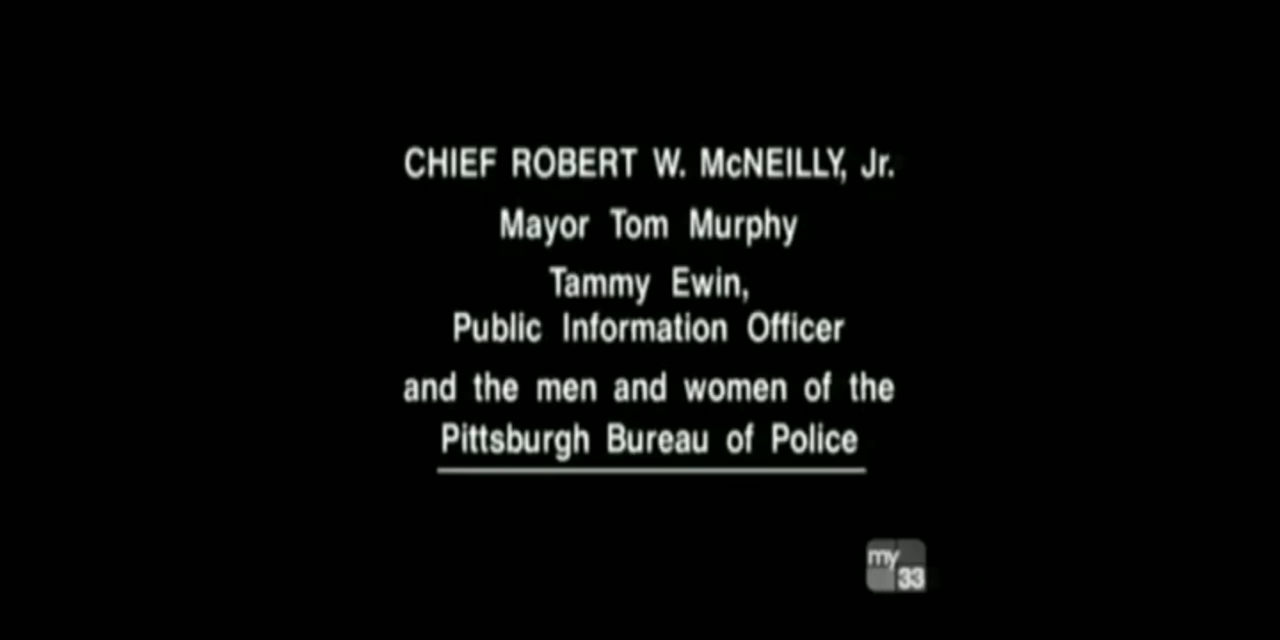 CHIEF ROBERT W. McNEILLY, Jr.
Mayor Tom Murphy
Tammy Ewin,
Public Information Officer
and the men and women of the
Pittsburgh Bureau of Police
my
33